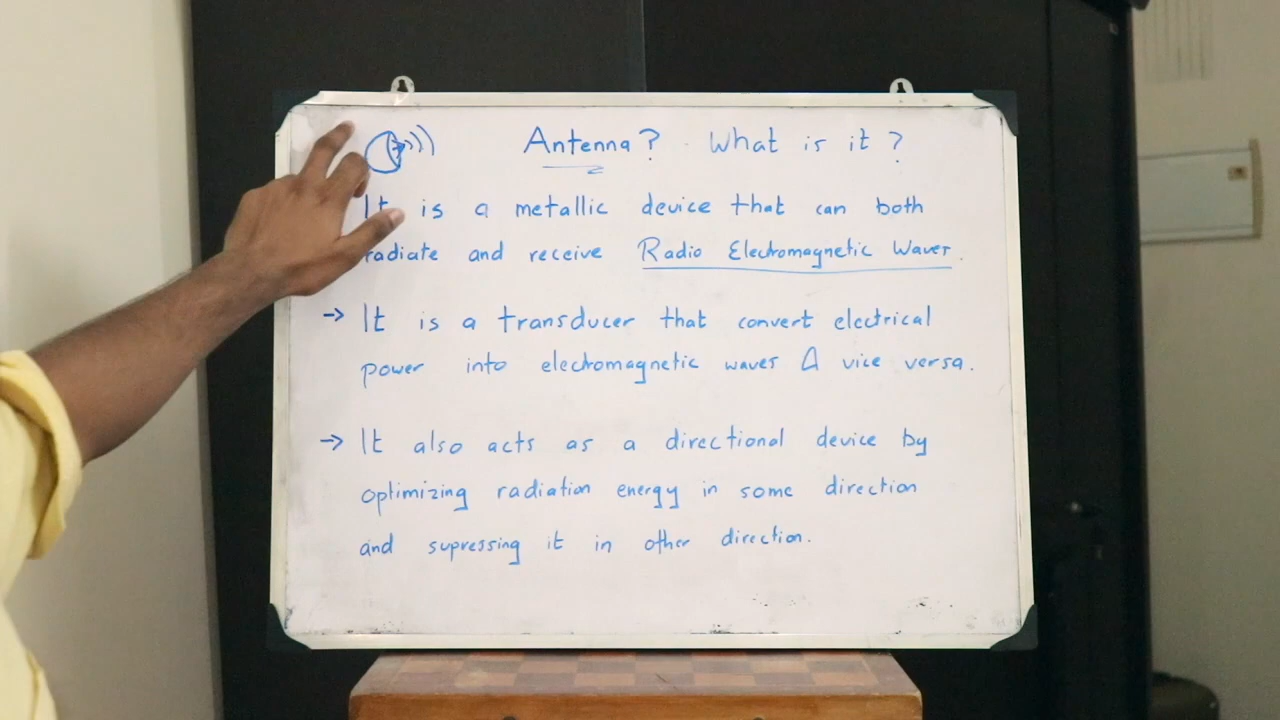 Antenna? What is it?
It is a metallic device that can both
radiate and receive Radio Electromagnetic Waves.
→ It is a transducer that convert electrical
power into electromagnetic waves & vice versa.
→ It also acts as a directional device by
optimizing radiation energy in some direction
and supressing it in other direction.